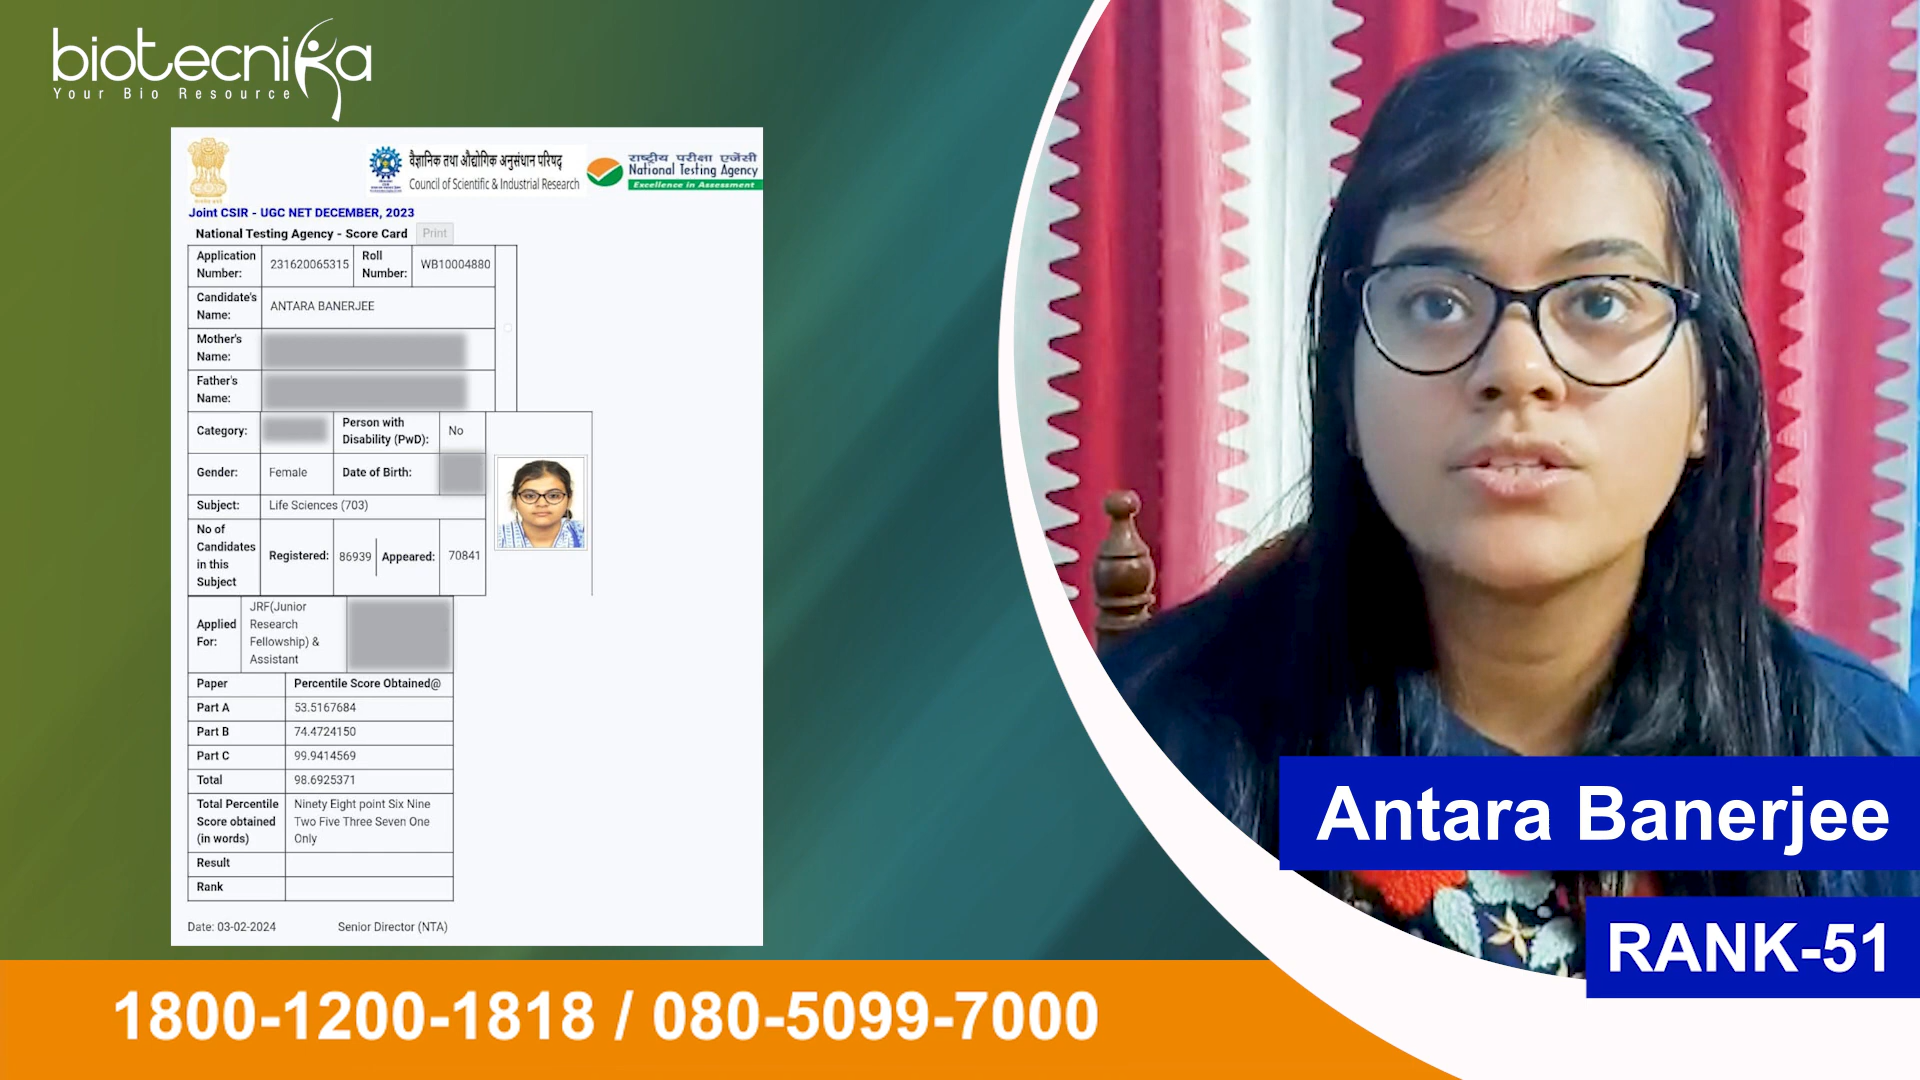 biotecnika
Your Bio Resource
वैज्ञानिक तथा औद्योगिक अनुसंधान परिषद्
Council of Scientific & Industrial Research
राष्ट्रीय परीक्षा एजेंसी
National Testing Agency
Excellence in Assessment
Joint CSIR - UGC NET DECEMBER, 2023
National Testing Agency - Score Card Print
Application Number: 231620065315 Roll Number: WB10004880
Candidate's Name: ANTARA BANERJEE
Mother's Name:
Father's Name:
Category: Person with Disability (PwD): No
Gender: Female Date of Birth:
Subject: Life Sciences (703)
No of Candidates in this Subject Registered: 86939 Appeared: 70841
Applied For: JRF(Junior Research Fellowship) & Assistant
Paper Percentile Score Obtained@
Part A 53.5167684
Part B 74.4724150
Part C 99.9414569
Total 98.6925371
Total Percentile Score obtained (in words) Ninety Eight point Six Nine Two Five Three Seven One Only
Result
Rank
Date: 03-02-2024 Senior Director (NTA)
Antara Banerjee
RANK-51
1800-1200-1818 / 080-5099-7000